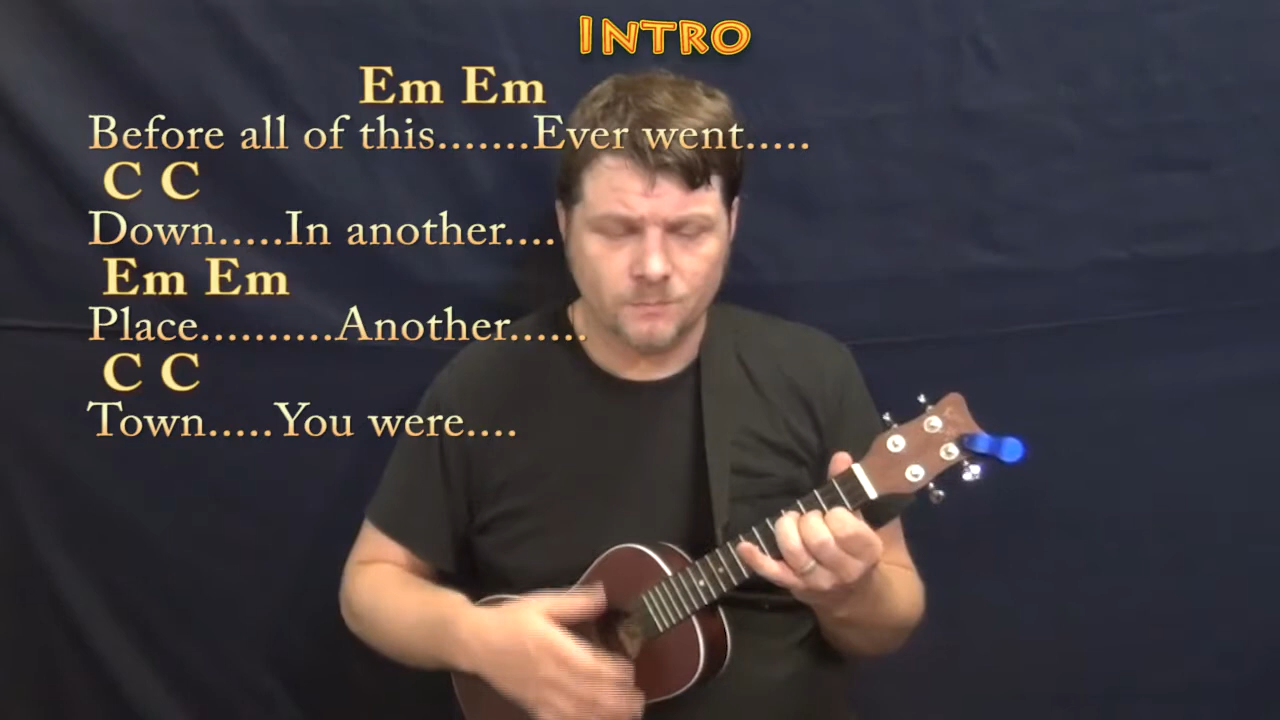 INTRO
Em Em
Before all of this.......Ever went.....
C C
Down.....In another....
Em Em
Place..........Another......
C C
Town.....You were....